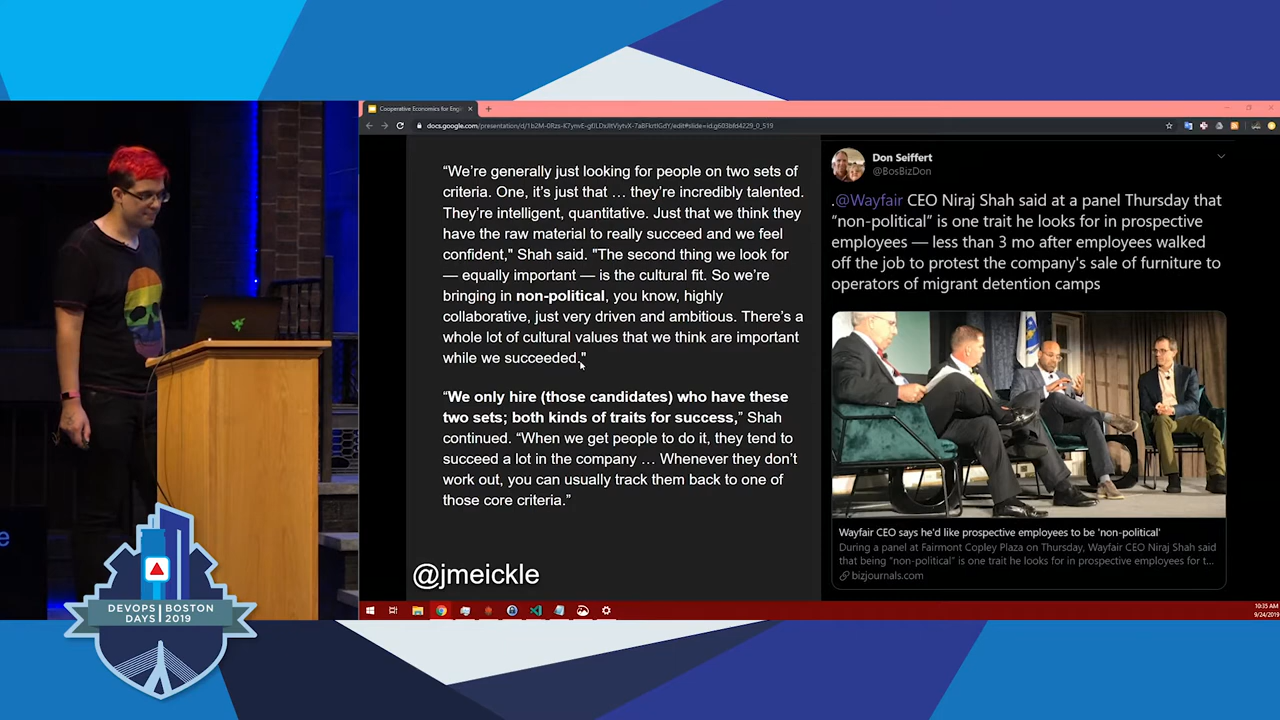 Cooperative Economics for Eng
“We’re generally just looking for people on two sets of
criteria. One, it’s just that … they’re incredibly talented.
They’re intelligent, quantitative. Just that we think they
have the raw material to really succeed and we feel
confident," Shah said. "The second thing we look for
— equally important — is the cultural fit. So we’re
bringing in non-political, you know, highly
collaborative, just very driven and ambitious. There’s a
whole lot of cultural values that we think are important
while we succeeded."
“We only hire (those candidates) who have these
two sets; both kinds of traits for success,” Shah
continued. “When we get people to do it, they tend to
succeed a lot in the company … Whenever they don’t
work out, you can usually track them back to one of
those core criteria.”
@jmeickle
Don Seiffert
@BosBizDon
.@Wayfair CEO Niraj Shah said at a panel Thursday that
“non-political” is one trait he looks for in prospective
employees — less than 3 mo after employees walked
off the job to protest the company's sale of furniture to
operators of migrant detention camps
Wayfair CEO says he'd like prospective employees to be 'non-political'
During a panel at Fairmont Copley Plaza on Thursday, Wayfair CEO Niraj Shah said
that being "non-political" is one trait he looks for in prospective employees for t...
bizjournals.com
10:35 AM
9/24/2019
e
DEVOPS BOSTON
DAYS 2019